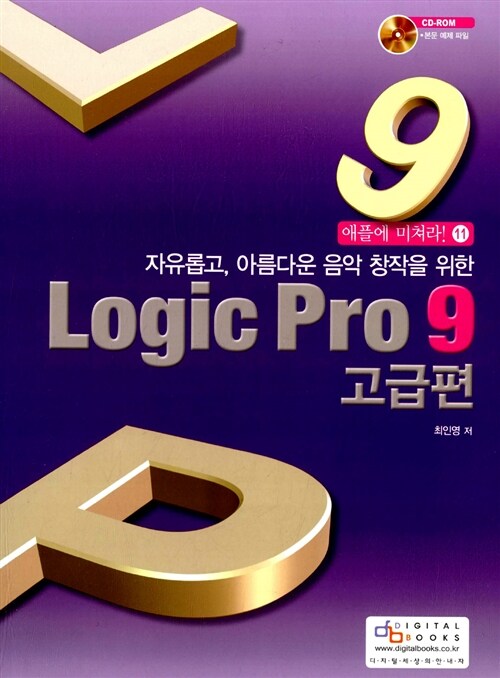 L
CD-ROM
• 본문 예제 파일
9
애플에 미쳐라! 11
자유롭고, 아름다운 음악 창작을 위한
Logic Pro 9
고급편
최인영 저
P
DIGITAL
BOOKS
www.digitalbooks.co.kr
디·지·털·세·상·의·안·내·자